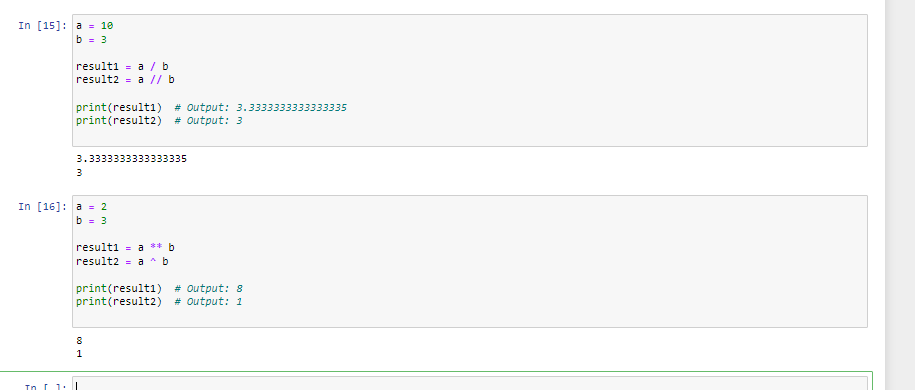 In [15]: a = 10
b = 3
result1 = a / b
result2 = a // b
print(result1)  # Output: 3.3333333333333335
print(result2)  # Output: 3
3.3333333333333335
3
In [16]: a = 2
b = 3
result1 = a ** b
result2 = a ^ b
print(result1)  # Output: 8
print(result2)  # Output: 1
8
1
In [ ]: